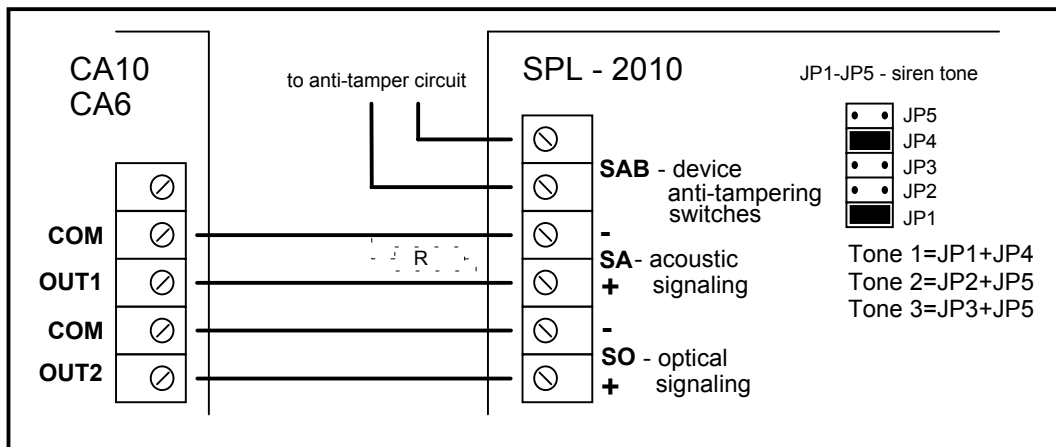 CA10
CA6
to anti-tamper circuit
SPL - 2010
JP1-JP5 - siren tone
JP5
JP4
JP3
JP2
JP1
SAB - device
anti-tampering
switches
COM
-
R
SA - acoustic
OUT1
+ signaling
COM
-
SO - optical
OUT2
+ signaling
Tone 1=JP1+JP4
Tone 2=JP2+JP5
Tone 3=JP3+JP5